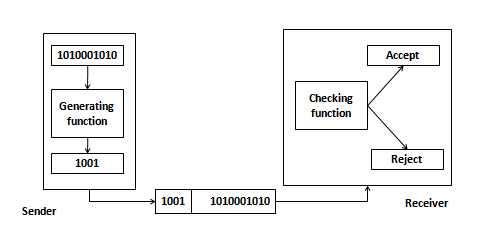 1010001010
Generating
function
1001
Sender
1001 1010001010
Accept
Checking
function
Reject
Receiver